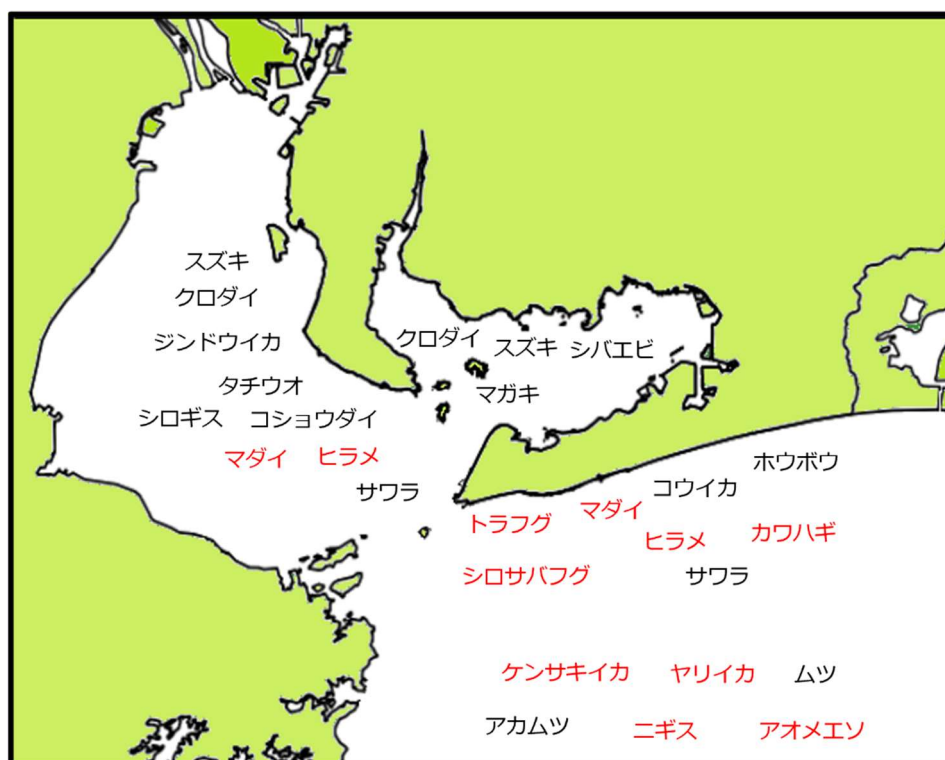 スズキ
クロダイ
ジンドウイカ
タチウオ
シロギス
コショウダイ
マダイ
ヒラメ
サワラ
クロダイ
スズキ
シバエビ
マガキ
ホウボウ
コウイカ
マダイ
トラフグ
ヒラメ
カワハギ
シロサバフグ
サワラ
ケンサキイカ
ヤリイカ
ムツ
アカムツ
ニギス
アオメエソ